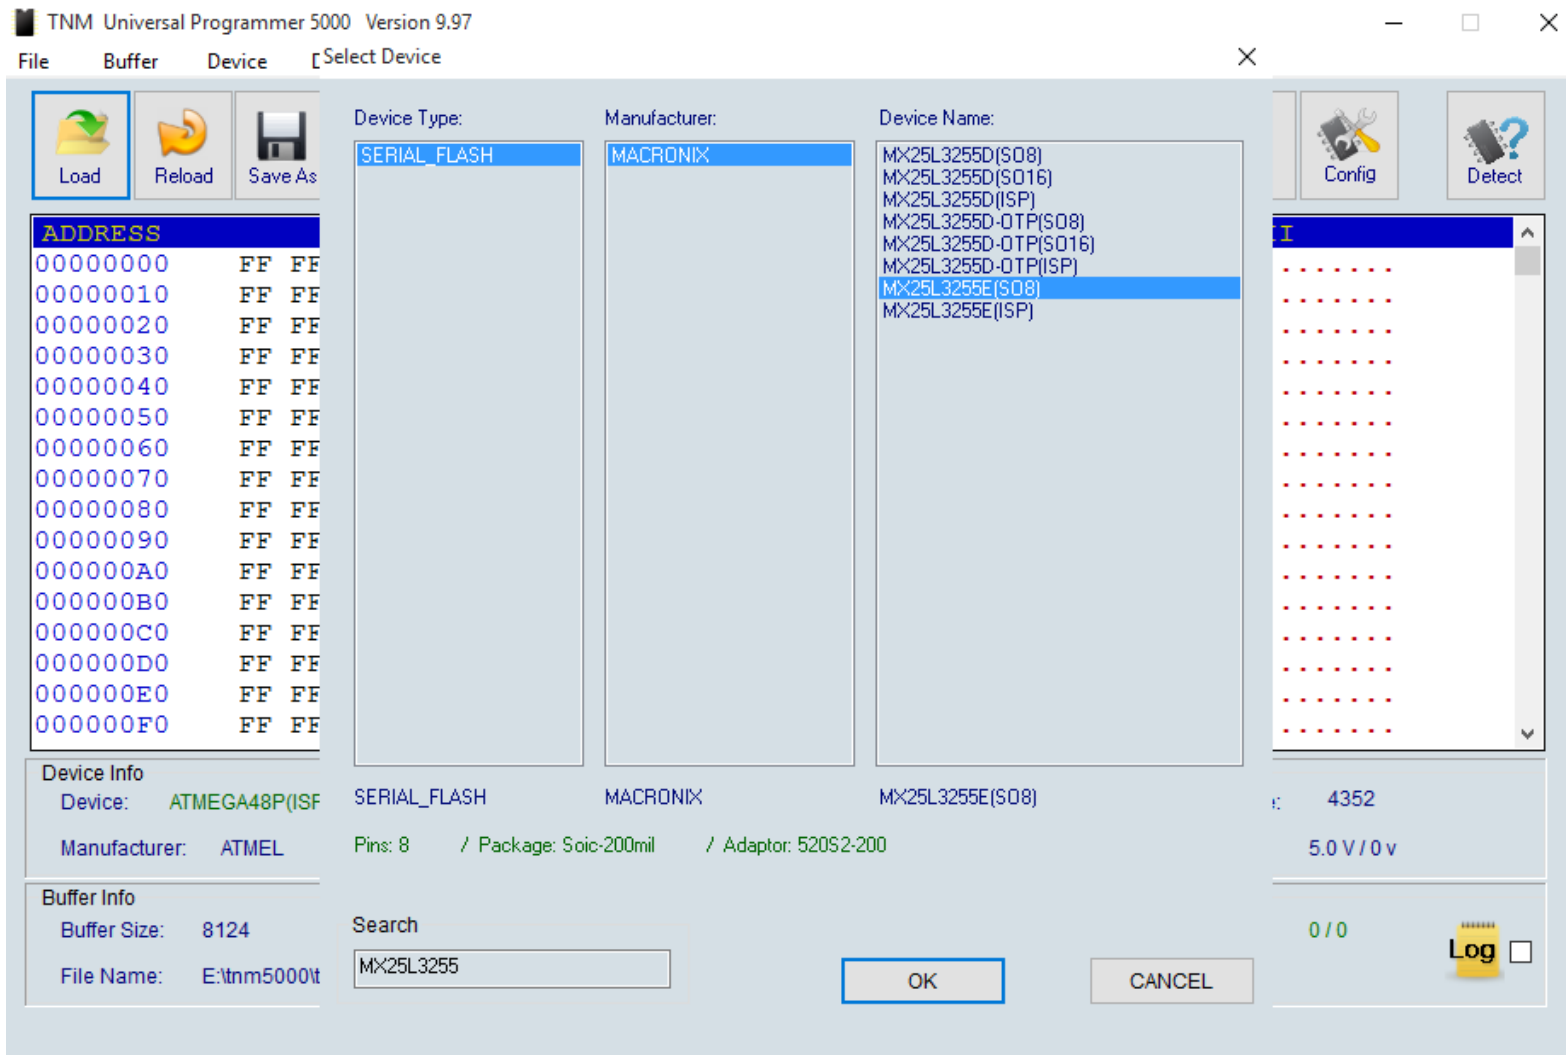 TNM Universal Programmer 5000 Version 9.97
File Buffer Device
Select Device
Load Reload Save As
Config Detect
Device Type: Manufacturer: Device Name:
SERIAL_FLASH MACRONIX
MX25L3255D(SO8)
MX25L3255D(SO16)
MX25L3255D(ISP)
MX25L3255D-OTP(SO8)
MX25L3255D-OTP(SO16)
MX25L3255D-OTP(ISP)
MX25L3255E(SO8)
MX25L3255E(ISP)
ADDRESS
00000000 FF FF .......
00000010 FF FF .......
00000020 FF FF .......
00000030 FF FF .......
00000040 FF FF .......
00000050 FF FF .......
00000060 FF FF .......
00000070 FF FF .......
00000080 FF FF .......
00000090 FF FF .......
000000A0 FF FF .......
000000B0 FF FF .......
000000C0 FF FF .......
000000D0 FF FF .......
000000E0 FF FF .......
000000F0 FF FF .......
SERIAL_FLASH MACRONIX MX25L3255E(SO8)
Pins: 8 / Package: Soic-200mil / Adaptor: 520S2-200
Device Info
Device: ATMEGA48P(ISP
4352
Manufacturer: ATMEL
5.0 V / 0 v
Buffer Info
Buffer Size: 8124
0 / 0
File Name: E:\tnm5000\t
Search
MX25L3255
OK CANCEL
Log